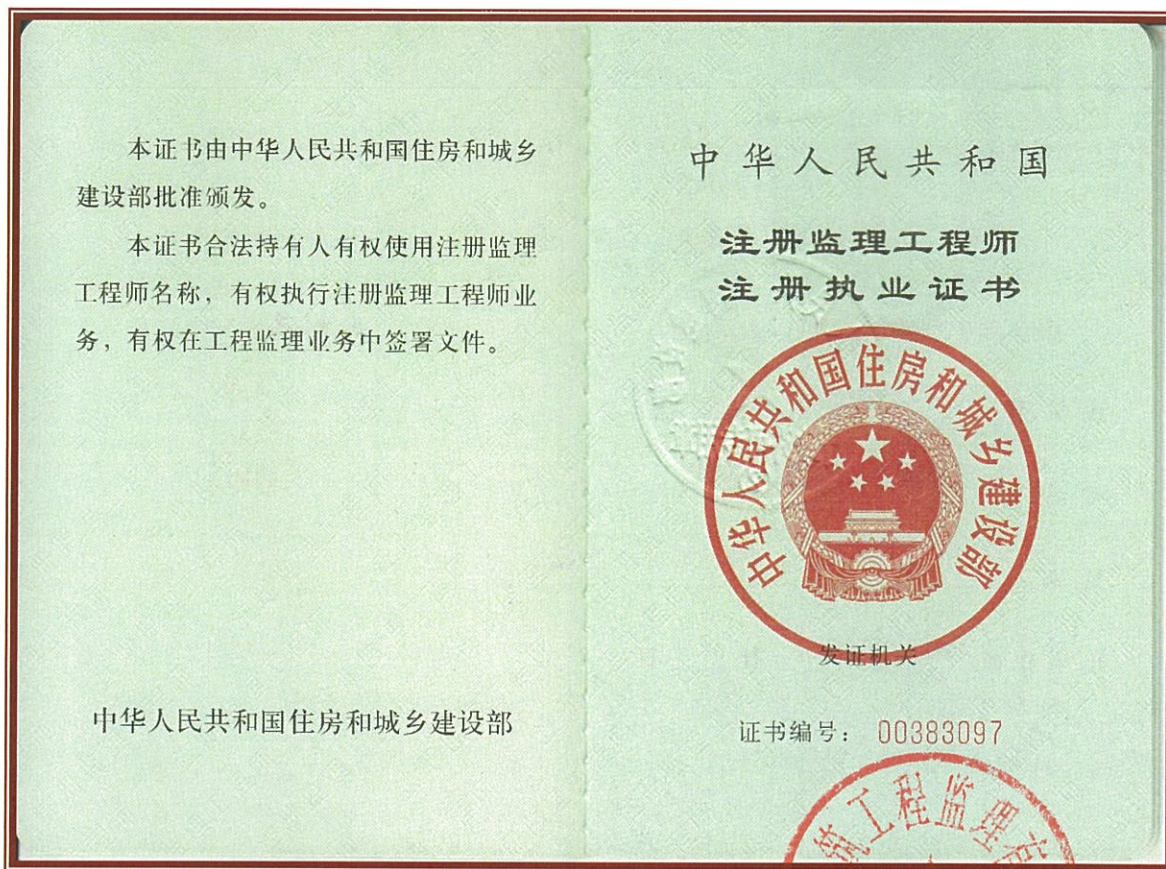 本证书由中华人民共和国住房和城乡
建设部批准颁发。
本证书合法持有人有权使用注册监理
工程师名称，有权执行注册监理工程师业
务，有权在工程监理业务中签署文件。
中华人民共和国住房和城乡建设部
中华人民共和国
注册监理工程师
注册执业证书
中华人民共和国住房和城乡建设部
发证机关
证书编号：00383097
筑工程监理有